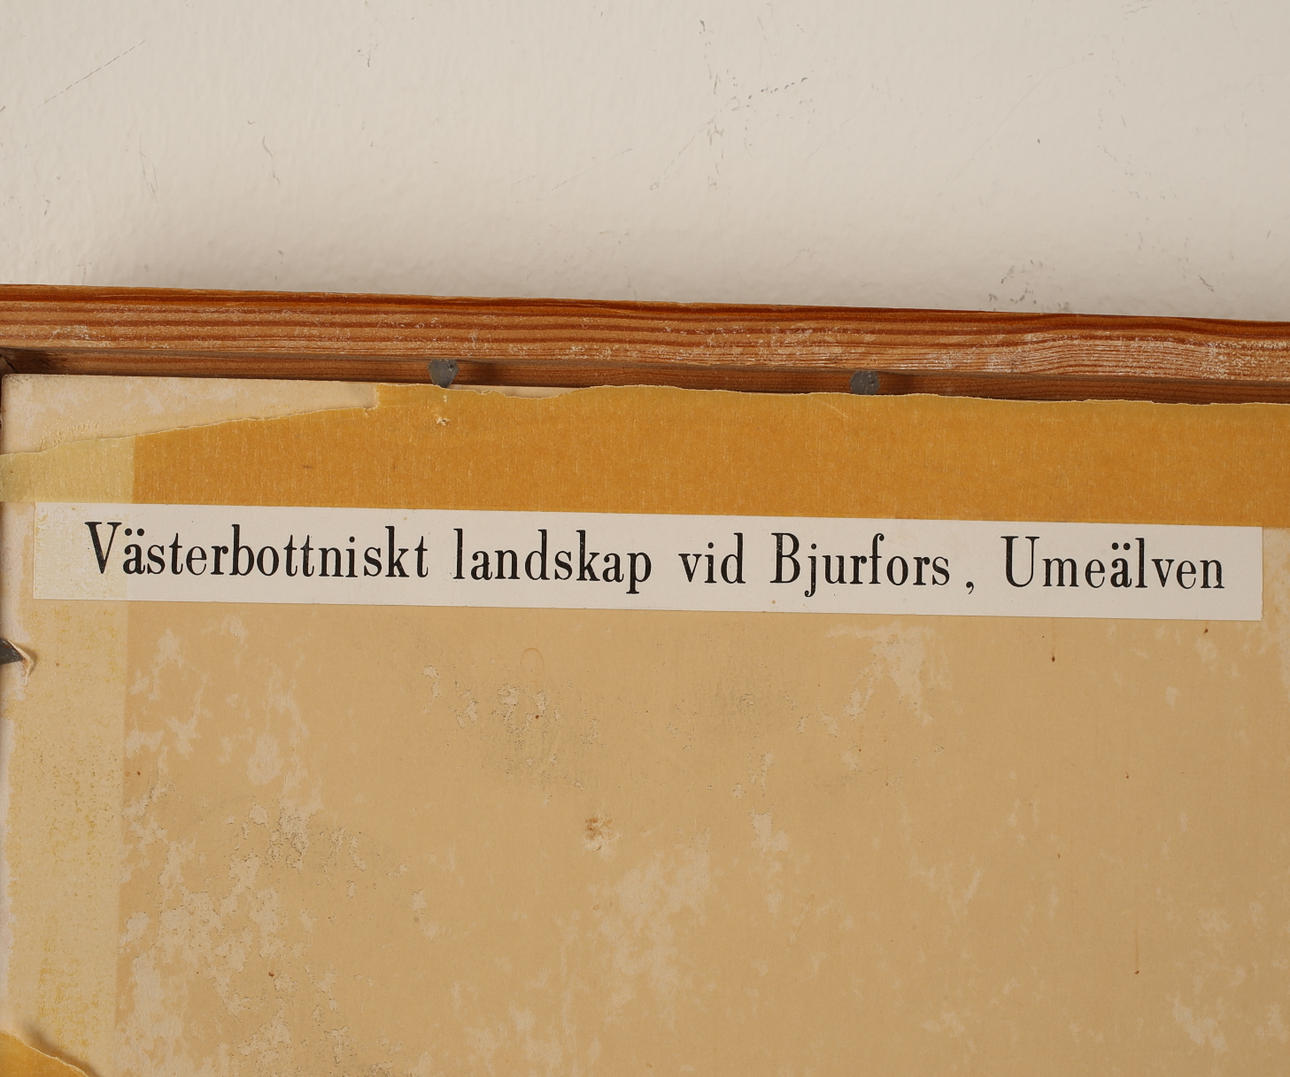 Västerbottniskt landskap vid Bjurfors, Umeälven